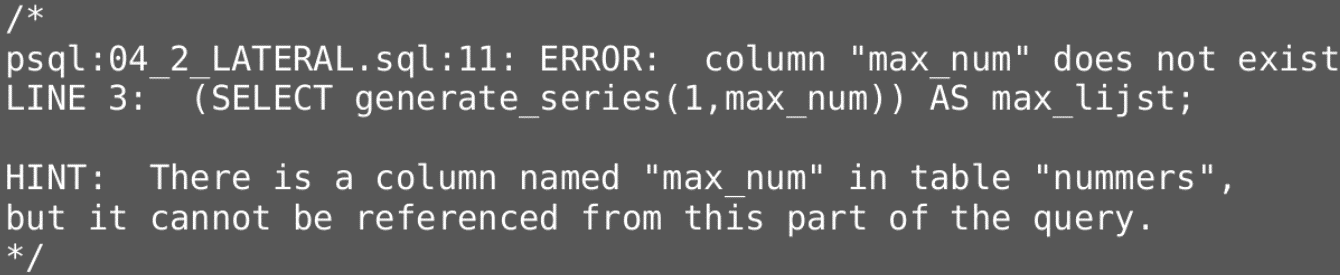 /*
psql:04_2_LATERAL.sql:11: ERROR:  column "max_num" does not exist
LINE 3:  (SELECT generate_series(1,max_num)) AS max_lijst;

HINT:  There is a column named "max_num" in table "nummers",
but it cannot be referenced from this part of the query.
*/